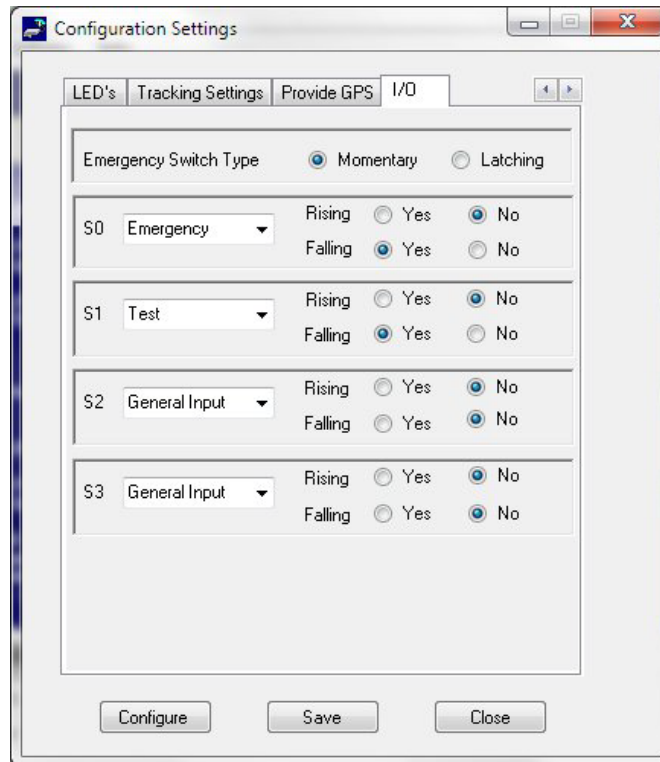 Configuration Settings
LED's Tracking Settings Provide GPS I/O
Emergency Switch Type Momentary Latching
S0 Emergency Rising Yes No
Falling Yes No
S1 Test Rising Yes No
Falling Yes No
S2 General Input Rising Yes No
Falling Yes No
S3 General Input Rising Yes No
Falling Yes No
Configure Save Close